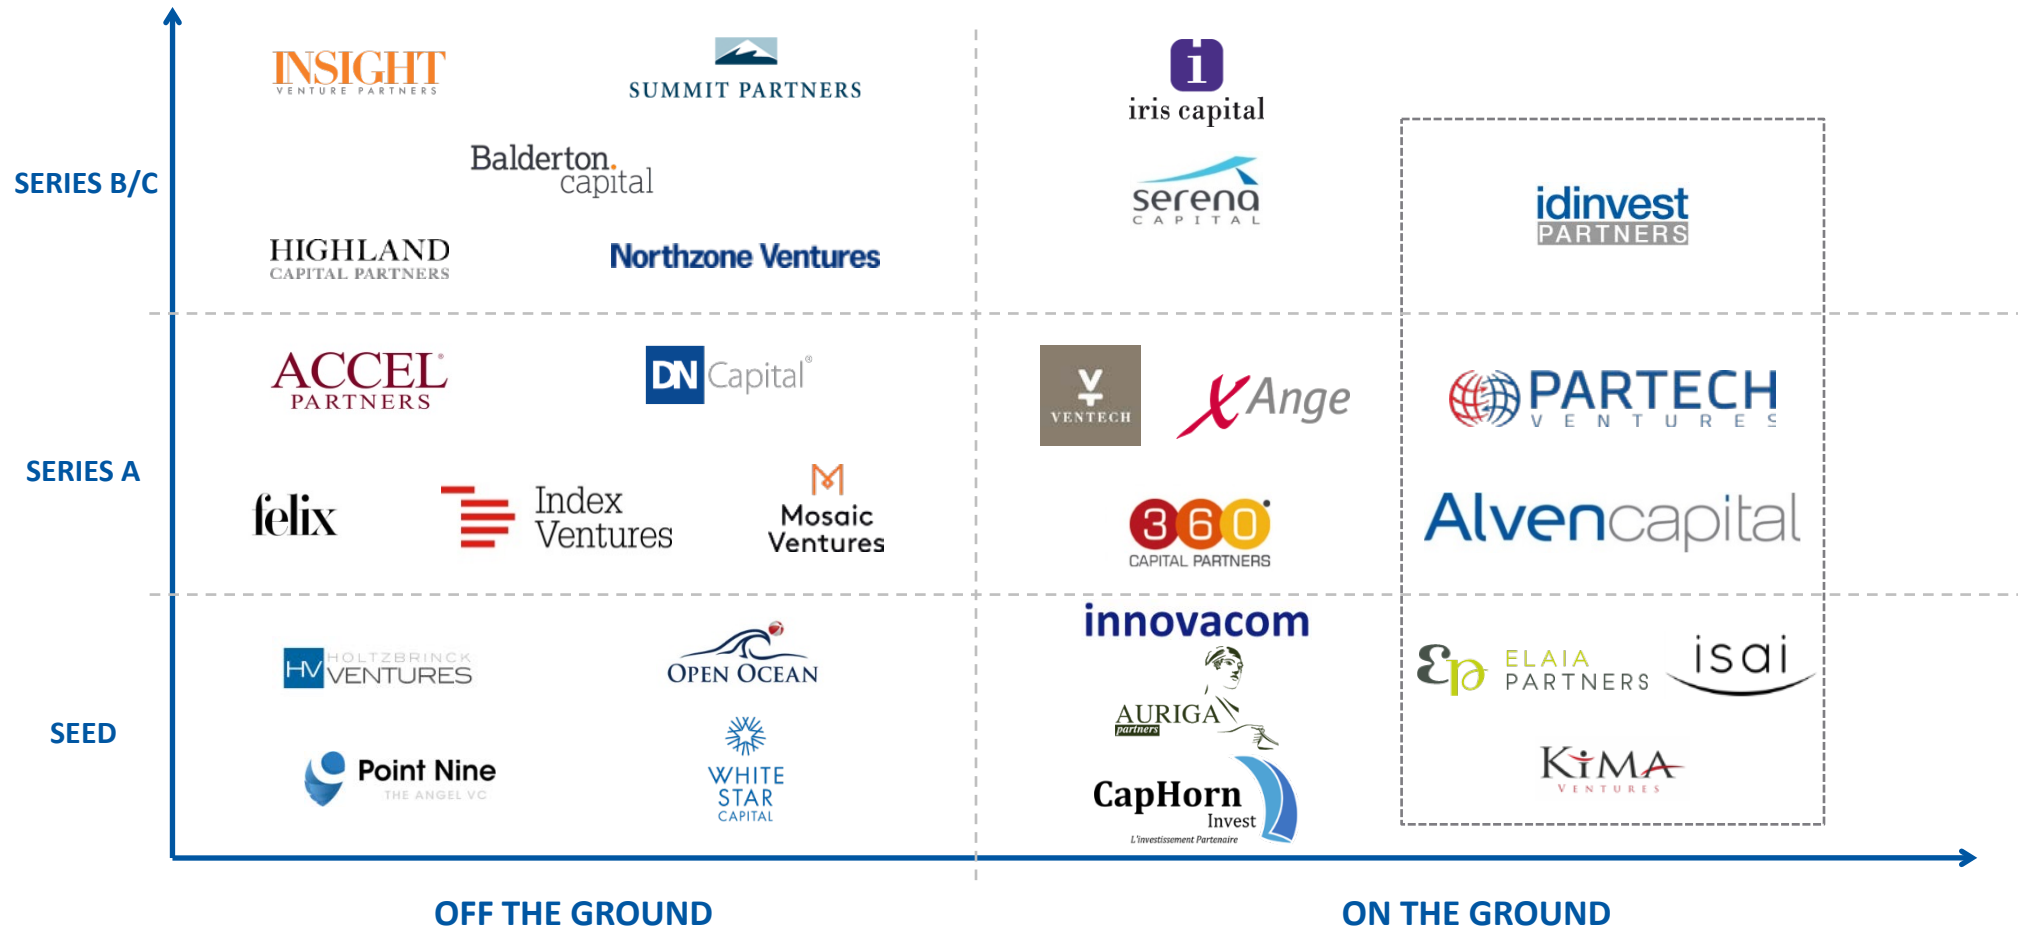 SERIES B/C
INSIGHT
VENTURE PARTNERS
SUMMIT PARTNERS
Balderton.
capital
HIGHLAND
CAPITAL PARTNERS
Northzone Ventures
i
iris capital
serena
CAPITAL
idinvest
PARTNERS
SERIES A
ACCEL®
PARTNERS
DN Capital®
felix
Index
Ventures
M
Mosaic
Ventures
V
VENTECH
XAnge
360
CAPITAL PARTNERS
PARTECH
VENTURES
Alvencapital
SEED
HV HOLTZBRINCK
VENTURES
OPEN OCEAN
Point Nine
THE ANGEL VC
WHITE
STAR
CAPITAL
innovacom
AURIGA
partners
CapHorn
Invest
L'investissement Partenaire
εp ELAIA
PARTNERS
isai
KiMA
VENTURES
OFF THE GROUND
ON THE GROUND